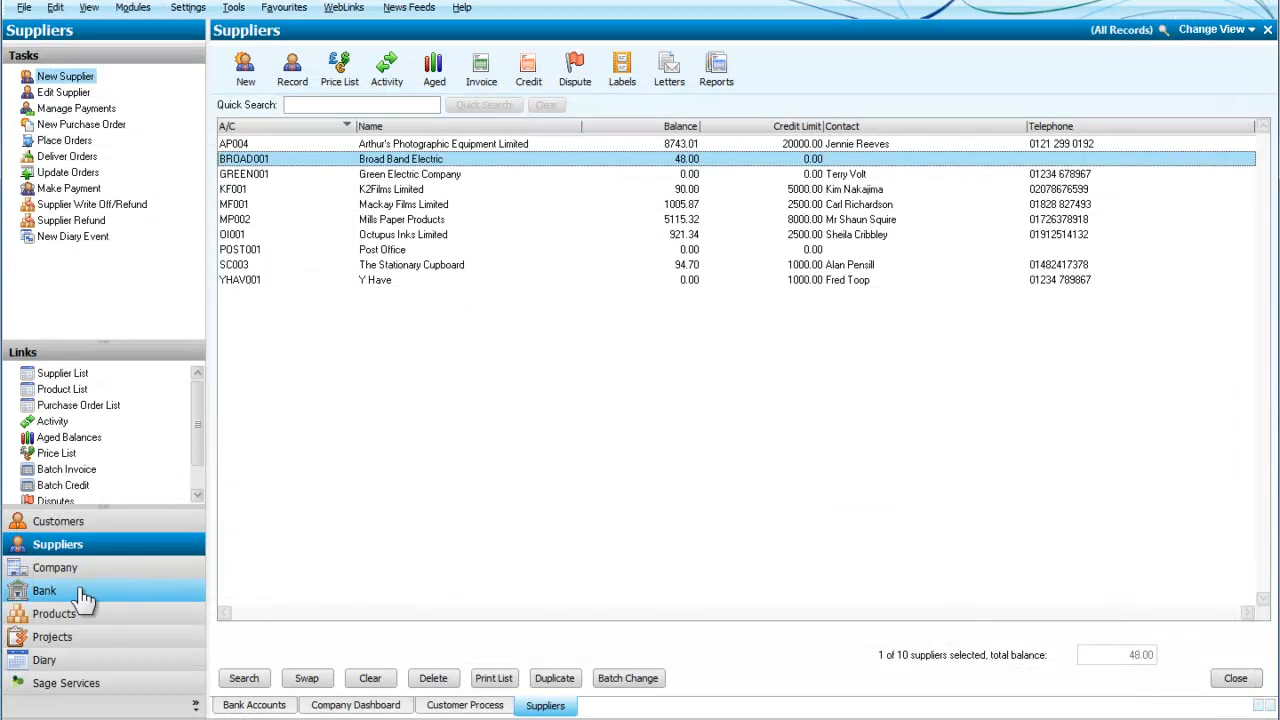 File Edit View Modules Settings Tools Favourites WebLinks News Feeds Help
Suppliers
Suppliers
(All Records) Change View
Tasks
New Supplier
Edit Supplier
Manage Payments
New Purchase Order
Place Orders
Deliver Orders
Update Orders
Make Payment
Supplier Write Off/Refund
Supplier Refund
New Diary Event
Links
Supplier List
Product List
Purchase Order List
Activity
Aged Balances
Price List
Batch Invoice
Batch Credit
Disputes
Customers
Suppliers
Company
Bank
Products
Projects
Diary
Sage Services
»
New Record Price List Activity Aged Invoice Credit Dispute Labels Letters Reports
Quick Search: Quick Search Clear
A/C Name Balance Credit Limit Contact Telephone
AP004 Arthur's Photographic Equipment Limited 8743.01 20000.00 Jennie Reeves 0121 299 0192
BROAD001 Broad Band Electric 48.00 0.00
GREEN001 Green Electric Company 0.00 0.00 Terry Volt 01234 678967
KF001 K2Films Limited 90.00 5000.00 Kim Nakajima 02078676599
MF001 Mackay Films Limited 1005.87 2500.00 Carl Richardson 01828 827493
MP002 Mills Paper Products 5115.32 8000.00 Mr Shaun Squire 01726378918
OI001 Octupus Inks Limited 921.34 2500.00 Sheila Cribbley 01912514132
POST001 Post Office 0.00 0.00
SC003 The Stationary Cupboard 94.70 1000.00 Alan Pensill 01482417378
YHAV001 Y Have 0.00 1000.00 Fred Toop 01234 789867
1 of 10 suppliers selected, total balance: 48.00
Search Swap Clear Delete Print List Duplicate Batch Change Close
Bank Accounts Company Dashboard Customer Process Suppliers